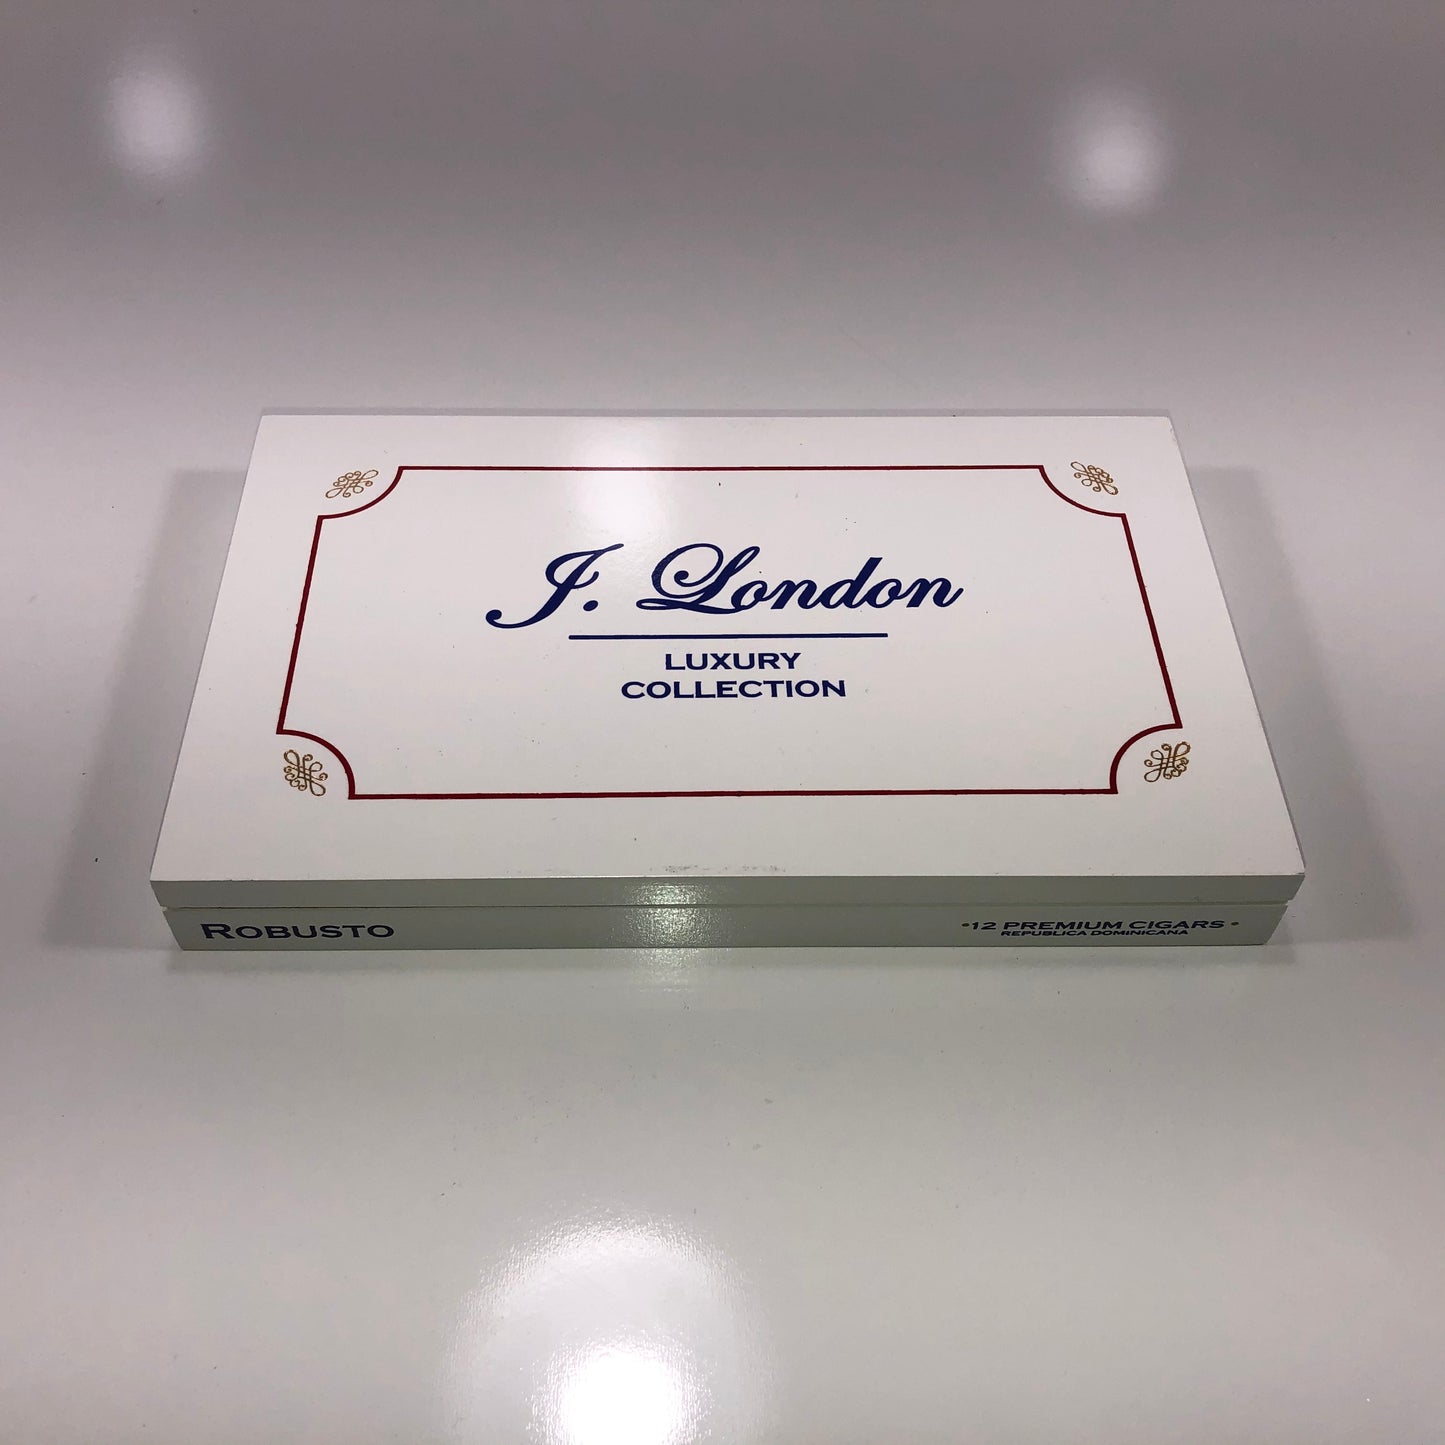 J. London
LUXURY
COLLECTION
ROBUSTO
•12 PREMIUM CIGARS•
REPUBLICA DOMINICANA